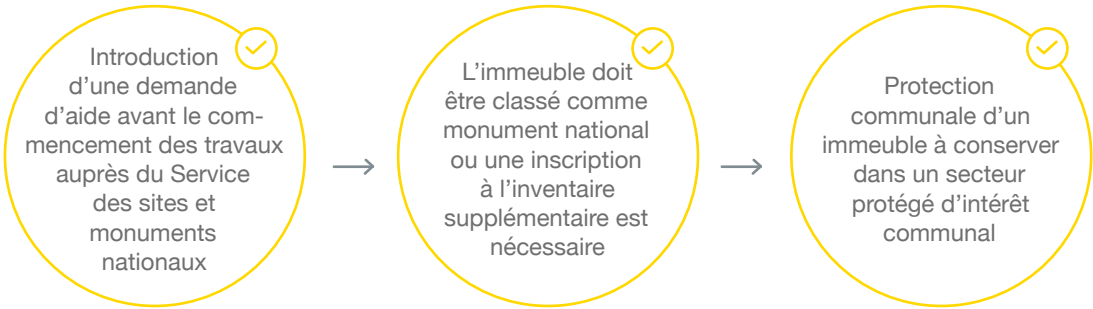 Introduction
d’une demande
d’aide avant le com-
mencement des travaux
auprès du Service
des sites et
monuments
nationaux
L’immeuble doit
être classé comme
monument national
ou une inscription
à l’inventaire
supplémentaire est
nécessaire
Protection
communale d’un
immeuble à conserver
dans un secteur
protégé d’intérêt
communal